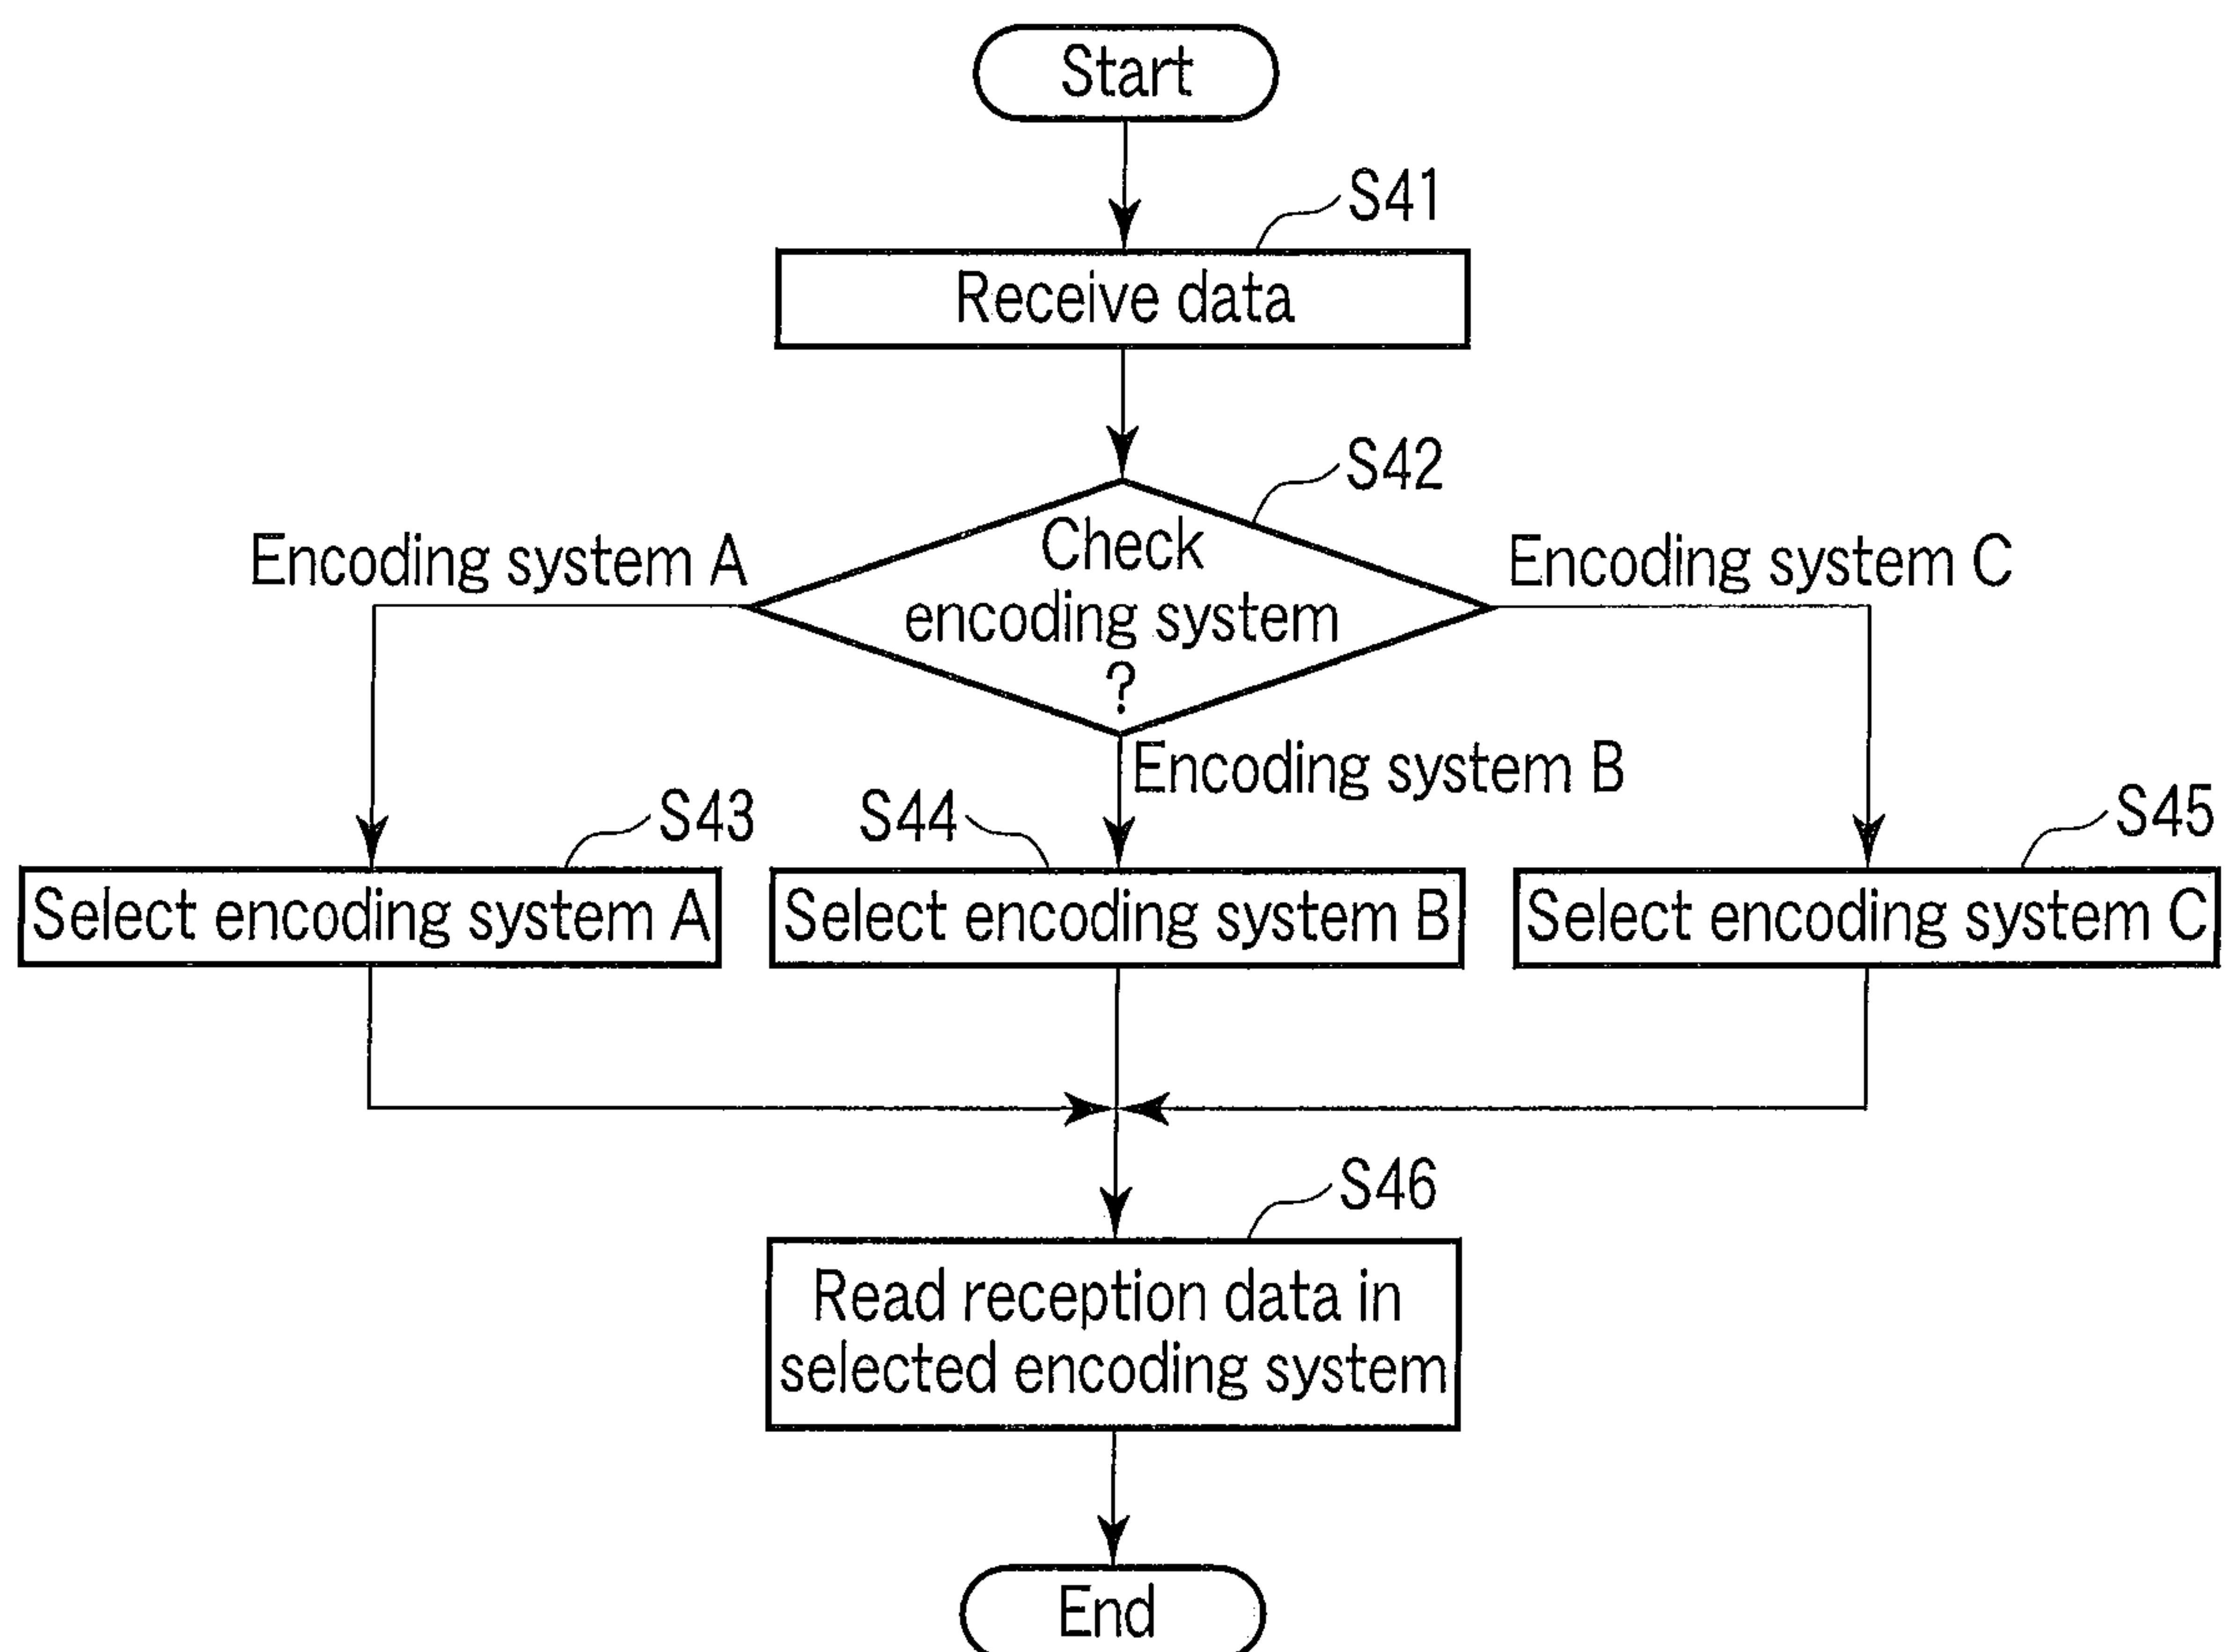 Start
S41
Receive data
S42
Check
encoding system
?
Encoding system A
Encoding system C
Encoding system B
S43
S44
S45
Select encoding system A
Select encoding system B
Select encoding system C
S46
Read reception data in
selected encoding system
End